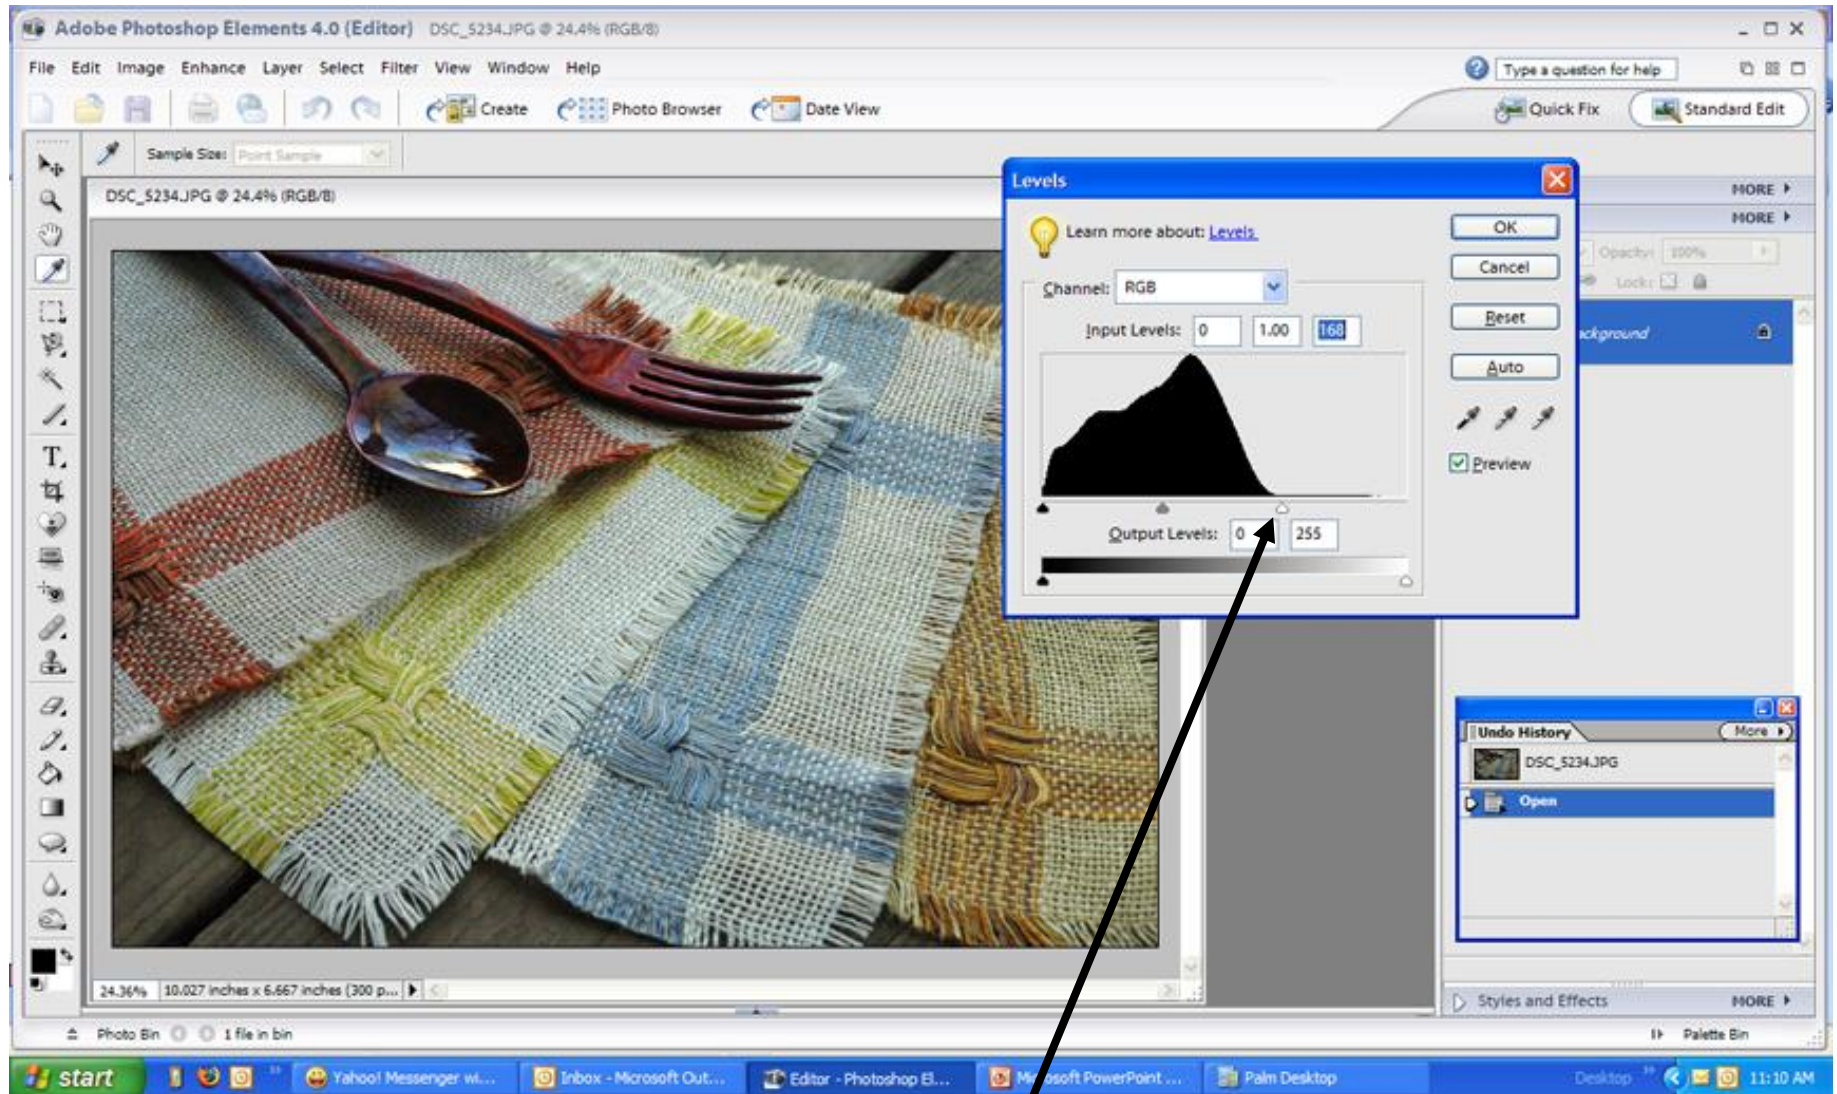 Adobe Photoshop Elements 4.0 (Editor) DSC_5234.JPG @ 24.4% (RGB/8)
File Edit Image Enhance Layer Select Filter View Window Help
Type a question for help
Create Photo Browser Date View
Quick Fix Standard Edit
Sample Size: Point Sample
DSC_5234.JPG @ 24.4% (RGB/8)
Levels
MORE
MORE
Learn more about: Levels
OK
Opacity: 100%
Cancel
Lock:
Channel: RGB
Input Levels: 0 1.00 168
Reset
ckground
Auto
Preview
Output Levels: 0 255
Undo History More
DSC_5234.JPG
Open
24.36% 10.027 inches x 6.667 inches (300 p...
Styles and Effects MORE
Photo Bin 1 file in bin
Palette Bin
start
Yahoo! Messenger wi...
Inbox - Microsoft Out...
Editor - Photoshop El...
Microsoft PowerPoint ...
Palm Desktop
Desktop
11:10 AM